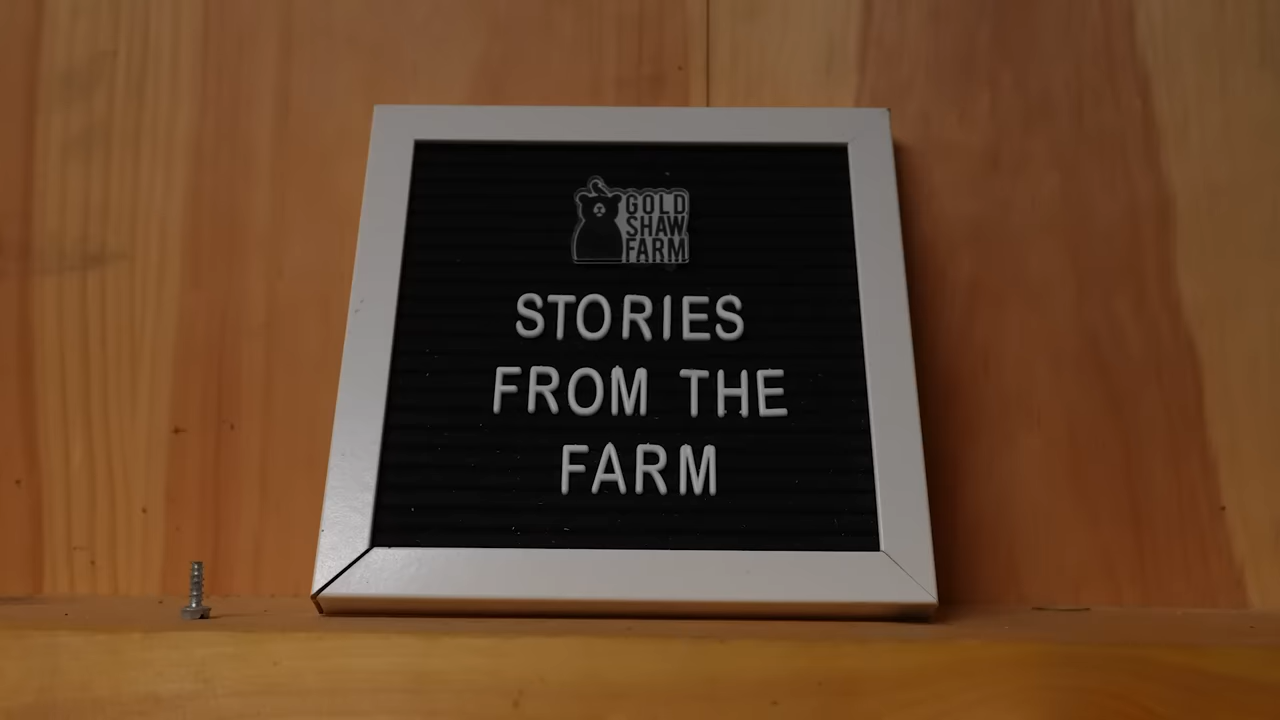 GOLD
SHAW
FARM
STORIES
FROM THE
FARM